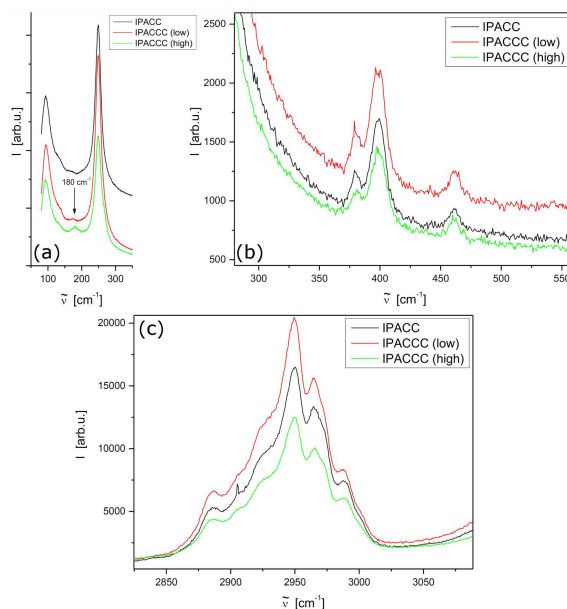 IPACC
IPACCC (low)
IPACCC (high)
I [arb.u.]
180 cm⁻¹
(a)
100 200 300
ṽ [cm⁻¹]
IPACC
IPACCC (low)
IPACCC (high)
2500
2000
1500
1000
500
I [arb.u.]
(b)
300 350 400 450 500 550
ṽ [cm⁻¹]
(c)
IPACC
IPACCC (low)
IPACCC (high)
20000
15000
10000
5000
I [arb.u.]
2850 2900 2950 3000 3050
ṽ [cm⁻¹]